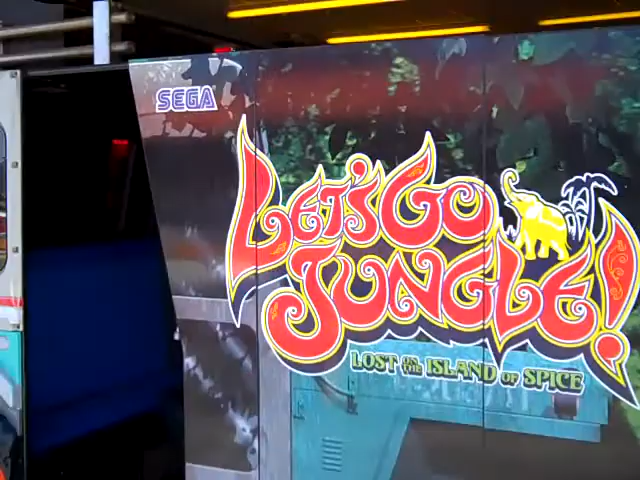 SEGA
LET'S GO
JUNGLE!
LOST ON THE ISLAND OF SPICE